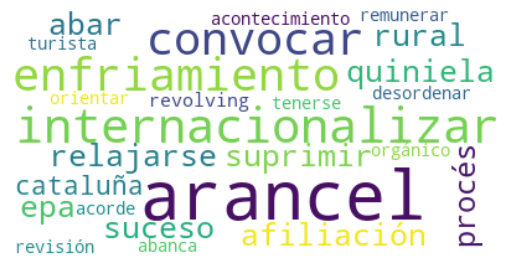 acontecimiento remunerar
abar convocar rural
turista
enfriamiento quiniela
orientar revolving tenerse desordenar
internacionalizar
relajarse suprimir orgánico
cataluña arancel procés
epa acorde suceso afiliación
revisión abanca